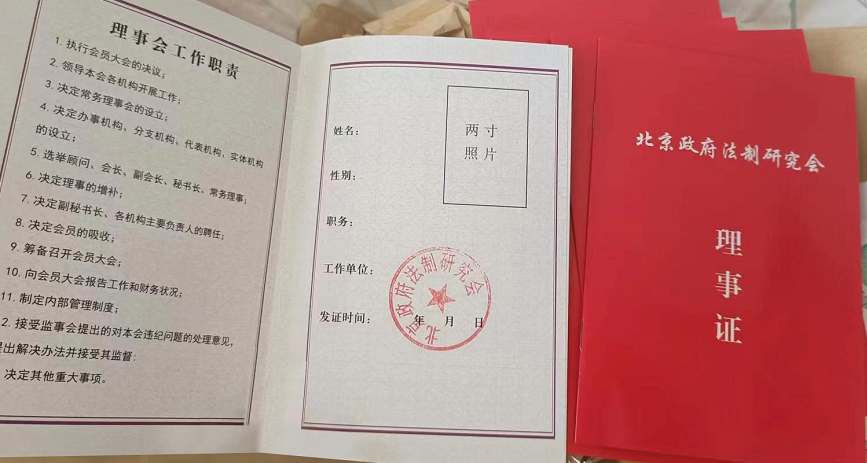 理事会工作职责
1. 执行会员大会的决议；
2. 领导本会各机构开展工作；
3. 决定常务理事会的设立；
4. 决定办事机构、分支机构、代表机构、实体机构
的设立；
5. 选举顾问、会长、副会长、秘书长、常务理事；
6. 决定理事的增补；
7. 决定副秘书长、各机构主要负责人的聘任；
8. 决定会员的吸收；
9. 筹备召开会员大会；
10. 向会员大会报告工作和财务状况；
11. 制定内部管理制度；
2. 接受监事会提出的对本会违纪问题的处理意见，
提出解决办法并接受其监督；
决定其他重大事项。
两寸
照片
姓名：
性别：
职务：
工作单位：
发证时间： 年 月 日
北京政府法制研究会
北京政府法制研究会
理
事
证